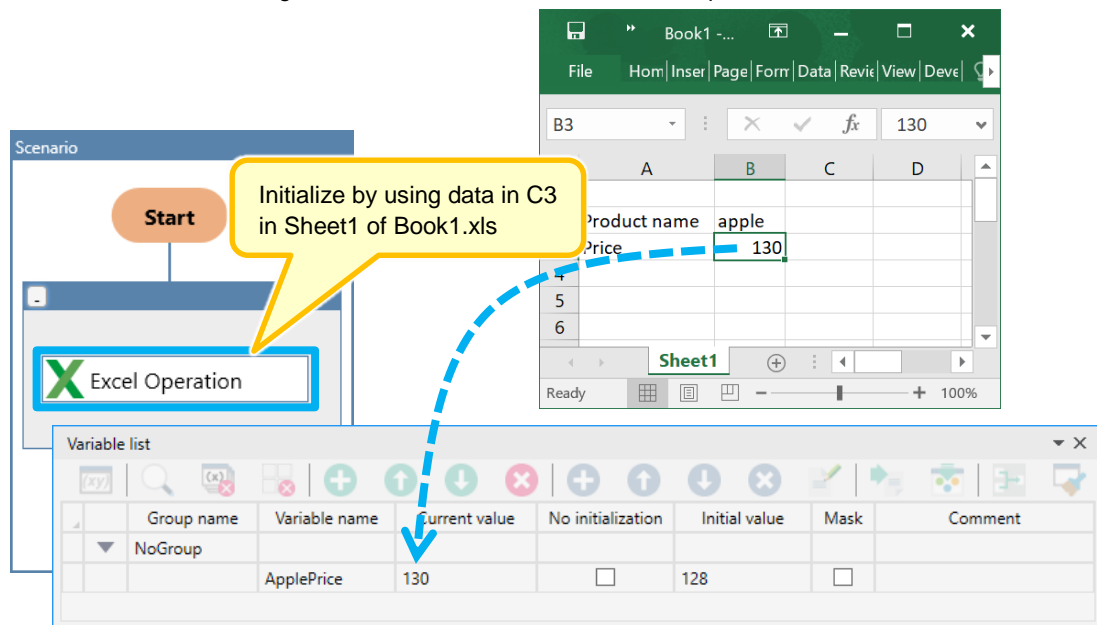 Book1 -...
File Hom Inser Page Form Data Revie View Deve
B3 fx 130
A B C D
Product name apple
Price 130
4
5
6
Sheet1
Ready 100%
Scenario
Start
Initialize by using data in C3
in Sheet1 of Book1.xls
-
Excel Operation
Variable list
(xy) (x)
Group name Variable name Current value No initialization Initial value Mask Comment
NoGroup
ApplePrice 130 128